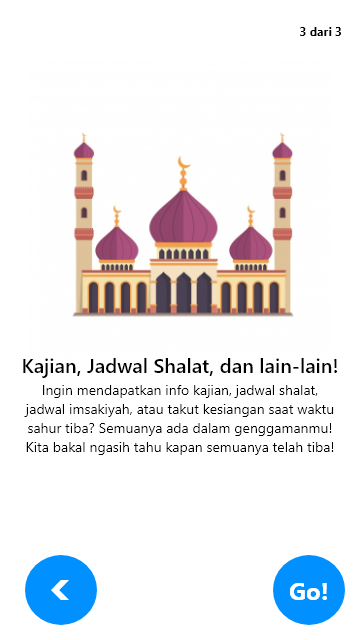 3 dari 3
Kajian, Jadwal Shalat, dan lain-lain!
Ingin mendapatkan info kajian, jadwal shalat,
jadwal imsakiyah, atau takut kesiangan saat waktu
sahur tiba? Semuanya ada dalam genggamanmu!
Kita bakal ngasih tahu kapan semuanya telah tiba!
Go!